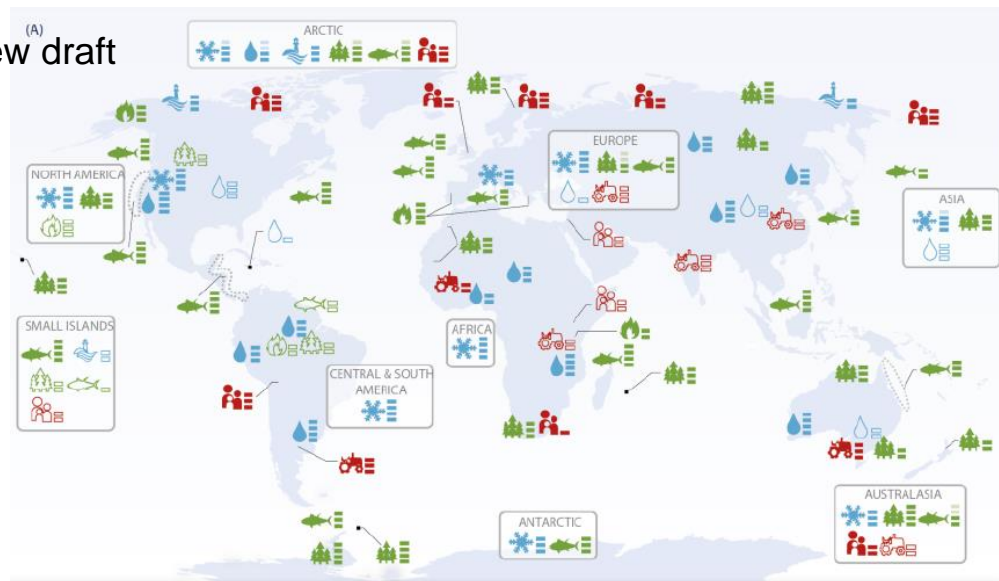 (A)
ew draft
ARCTIC
EUROPE
NORTH AMERICA
ASIA
SMALL ISLANDS
AFRICA
CENTRAL & SOUTH
AMERICA
ANTARCTIC
AUSTRALASIA